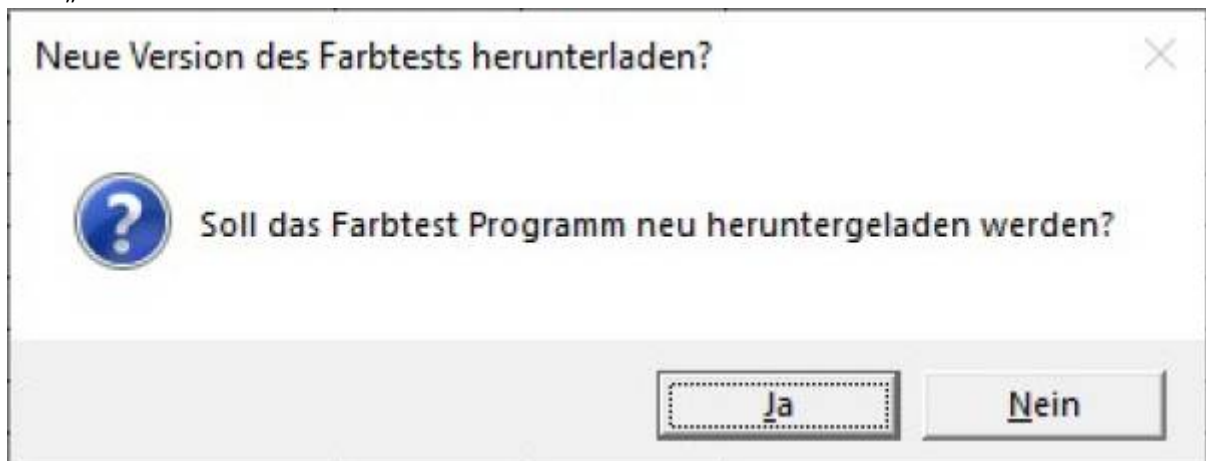 „
Neue Version des Farbtests herunterladen?
Soll das Farbtest Programm neu heruntergeladen werden?
Ja
Nein